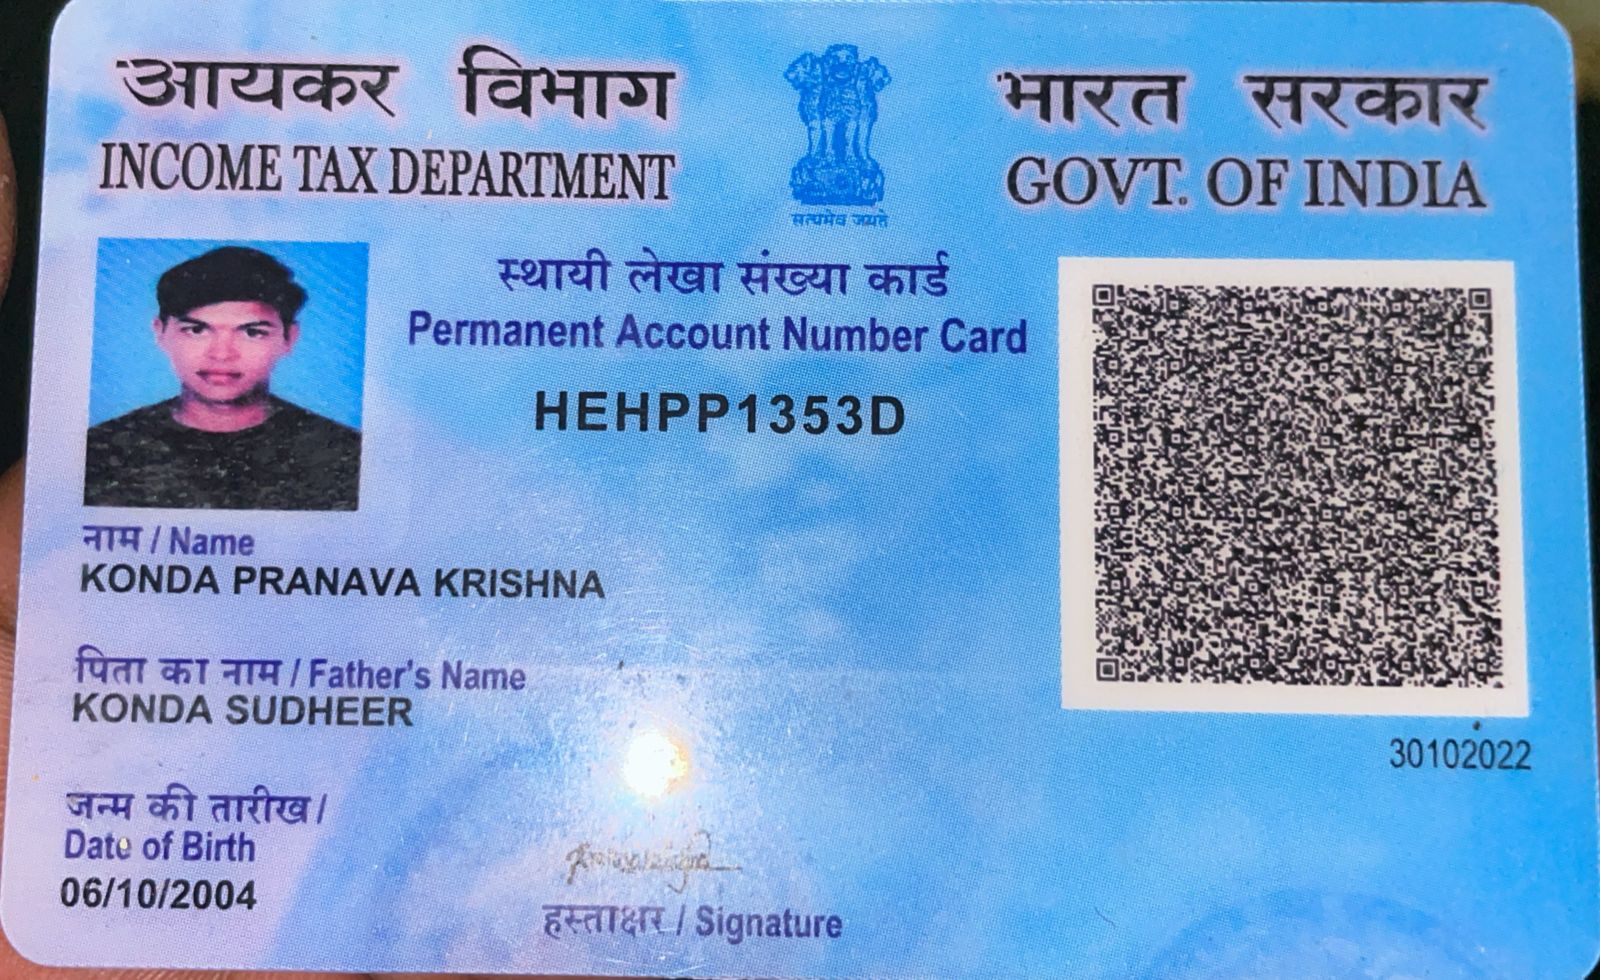 आयकर विभाग
INCOME TAX DEPARTMENT
सत्यमेव जयते
भारत सरकार
GOVT. OF INDIA
स्थायी लेखा संख्या कार्ड
Permanent Account Number Card
HEHPP1353D
नाम / Name
KONDA PRANAVA KRISHNA
पिता का नाम / Father's Name
KONDA SUDHEER
30102022
जन्म की तारीख /
Date of Birth
06/10/2004
हस्ताक्षर / Signature